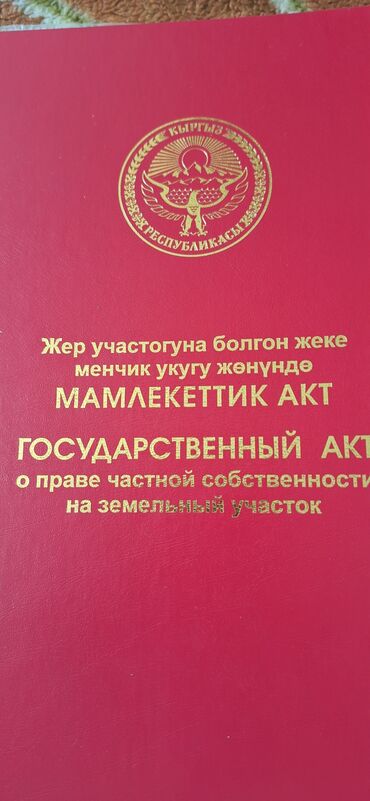 КЫРГЫЗ
РЕСПУБЛИКАСЫ
Жер участогуна болгон жеке
менчик укугу жөнүндө
МАМЛЕКЕТТИК АКТ
ГОСУДАРСТВЕННЫЙ АКТ
о праве частной собственности
на земельный участок